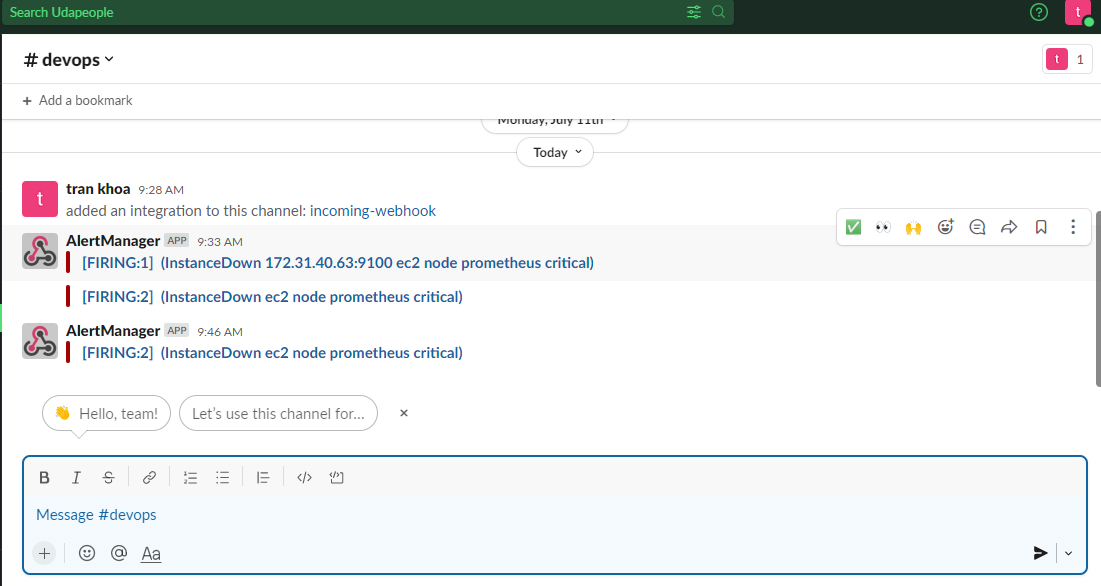 Search Udapeople
t
# devops
t 1
+ Add a bookmark
Monday, July 11th
Today
t
tran khoa 9:28 AM
added an integration to this channel: incoming-webhook
AlertManager APP 9:33 AM
[FIRING:1] (InstanceDown 172.31.40.63:9100 ec2 node prometheus critical)
[FIRING:2] (InstanceDown ec2 node prometheus critical)
AlertManager APP 9:46 AM
[FIRING:2] (InstanceDown ec2 node prometheus critical)
👋 Hello, team! Let's use this channel for...
B I S
Message #devops
+ @ Aa